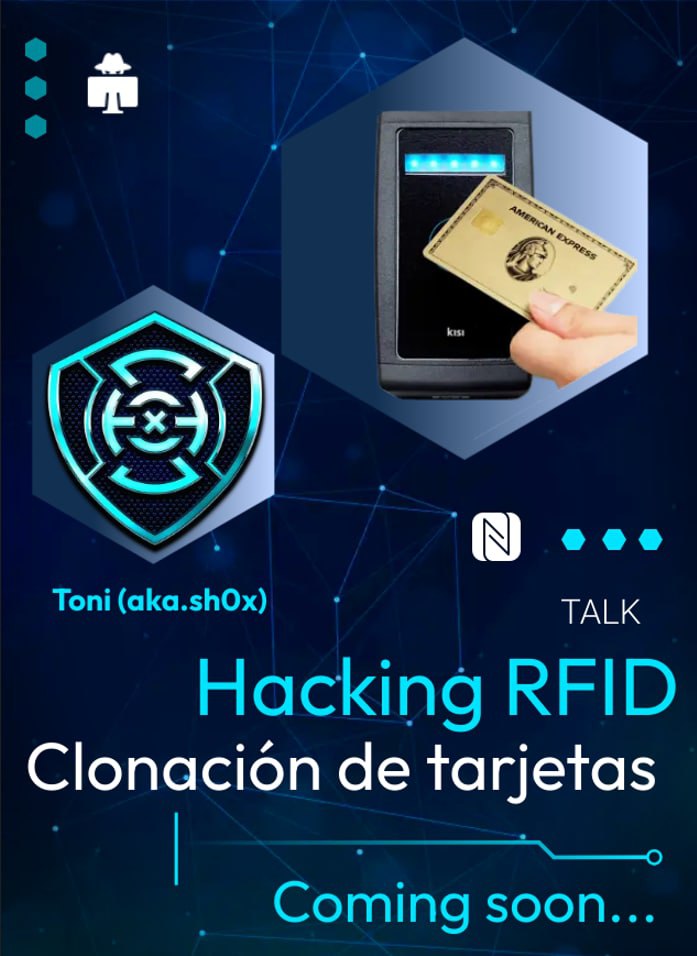 AMERICAN EXPRESS
kisi
Toni (aka.sh0x)
TALK
Hacking RFID
Clonación de tarjetas
Coming soon...